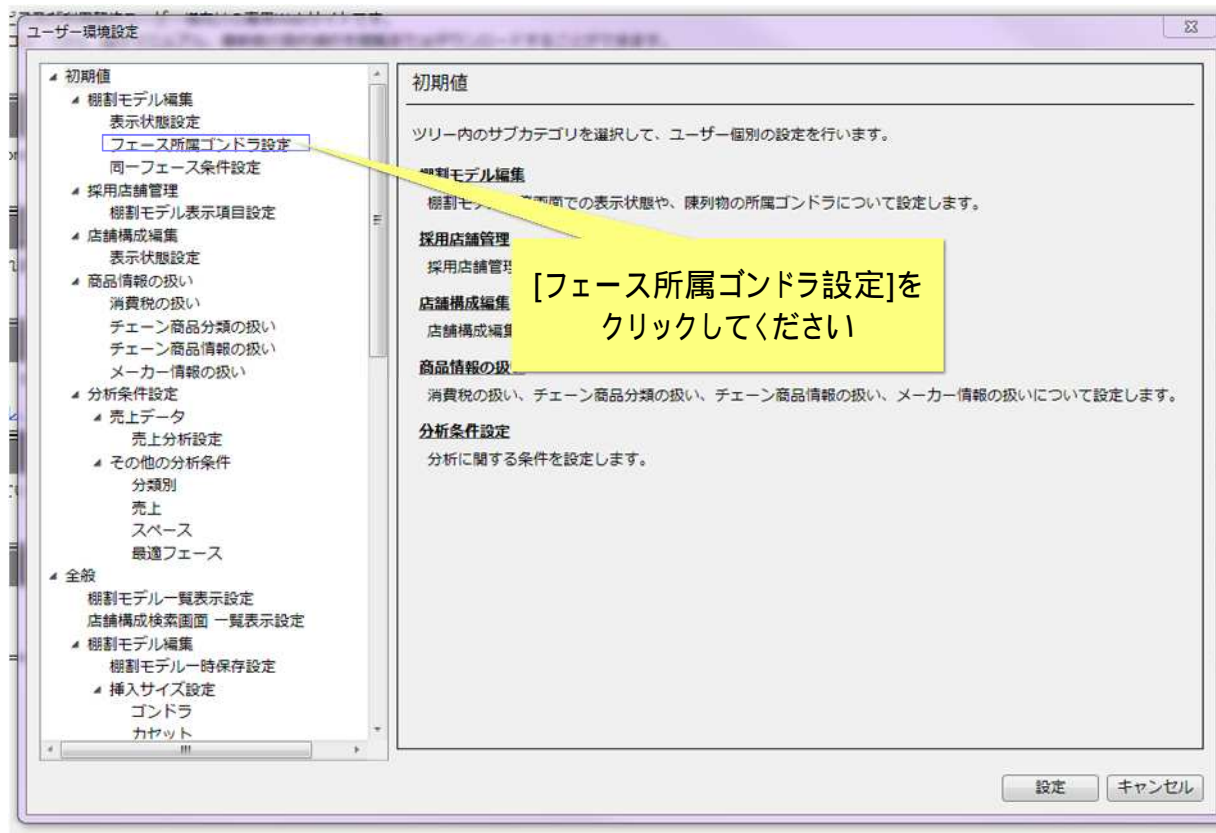 ユーザー環境設定
初期値
棚割モデル編集
表示状態設定
フェース所属ゴンドラ設定
同一フェース条件設定
採用店舗管理
棚割モデル表示項目設定
店舗構成編集
表示状態設定
商品情報の扱い
消費税の扱い
チェーン商品分類の扱い
チェーン商品情報の扱い
メーカー情報の扱い
分析条件設定
売上データ
売上分析設定
その他の分析条件
分類別
売上
スペース
最適フェース
全般
棚割モデル一覧表示設定
店舗構成検索画面 一覧表示設定
棚割モデル編集
棚割モデル一時保存設定
挿入サイズ設定
ゴンドラ
カセット
初期値
ツリー内のサブカテゴリを選択して、ユーザー個別の設定を行います。
棚割モデル編集
棚割モデ
画面での表示状態や、陳列物の所属ゴンドラについて設定します。
採用店舗管理
採用店舗管理
店舗構成編集
店舗構成編集
商品情報の扱い
消費税の扱い、チェーン商品分類の扱い、チェーン商品情報の扱い、メーカー情報の扱いについて設定します。
分析条件設定
分析に関する条件を設定します。
[フェース所属ゴンドラ設定]を
クリックしてください
設定
キャンセル